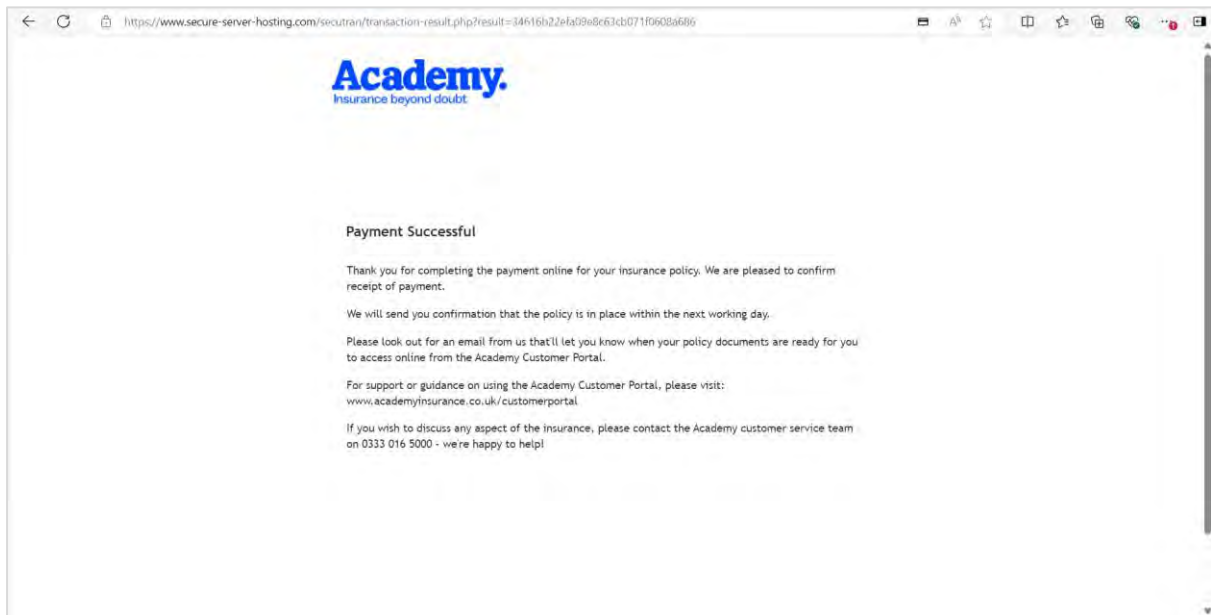 https://www.secure-server-hosting.com/secutran/transaction-result.php?result=34616b22efa09e8c63cb071f0608a686
Academy.
Insurance beyond doubt
Payment Successful
Thank you for completing the payment online for your insurance policy. We are pleased to confirm
receipt of payment.
We will send you confirmation that the policy is in place within the next working day.
Please look out for an email from us that'll let you know when your policy documents are ready for you
to access online from the Academy Customer Portal.
For support or guidance on using the Academy Customer Portal, please visit:
www.academyinsurance.co.uk/customerportal
If you wish to discuss any aspect of the insurance, please contact the Academy customer service team
on 0333 016 5000 - we're happy to help!